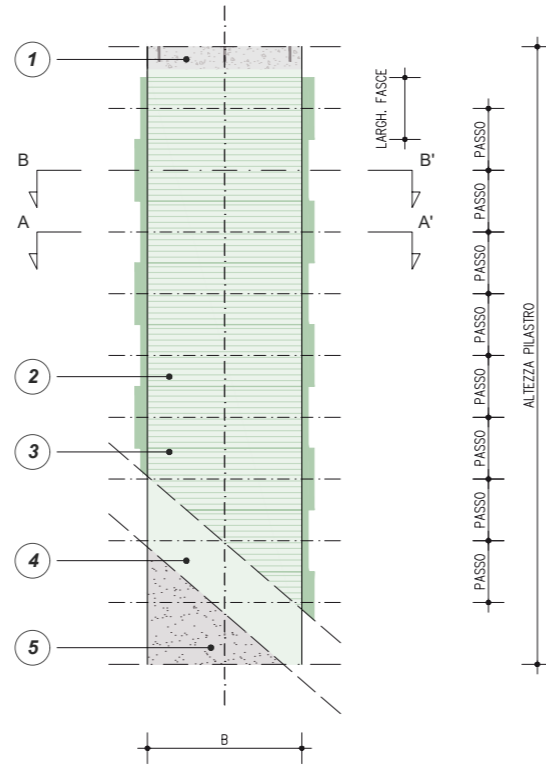 1
LARGH. FASCE
B
B'
A
A'
PASSO
PASSO
PASSO
PASSO
PASSO
PASSO
PASSO
PASSO
ALTEZZA PILASTRO
2
3
4
5
B